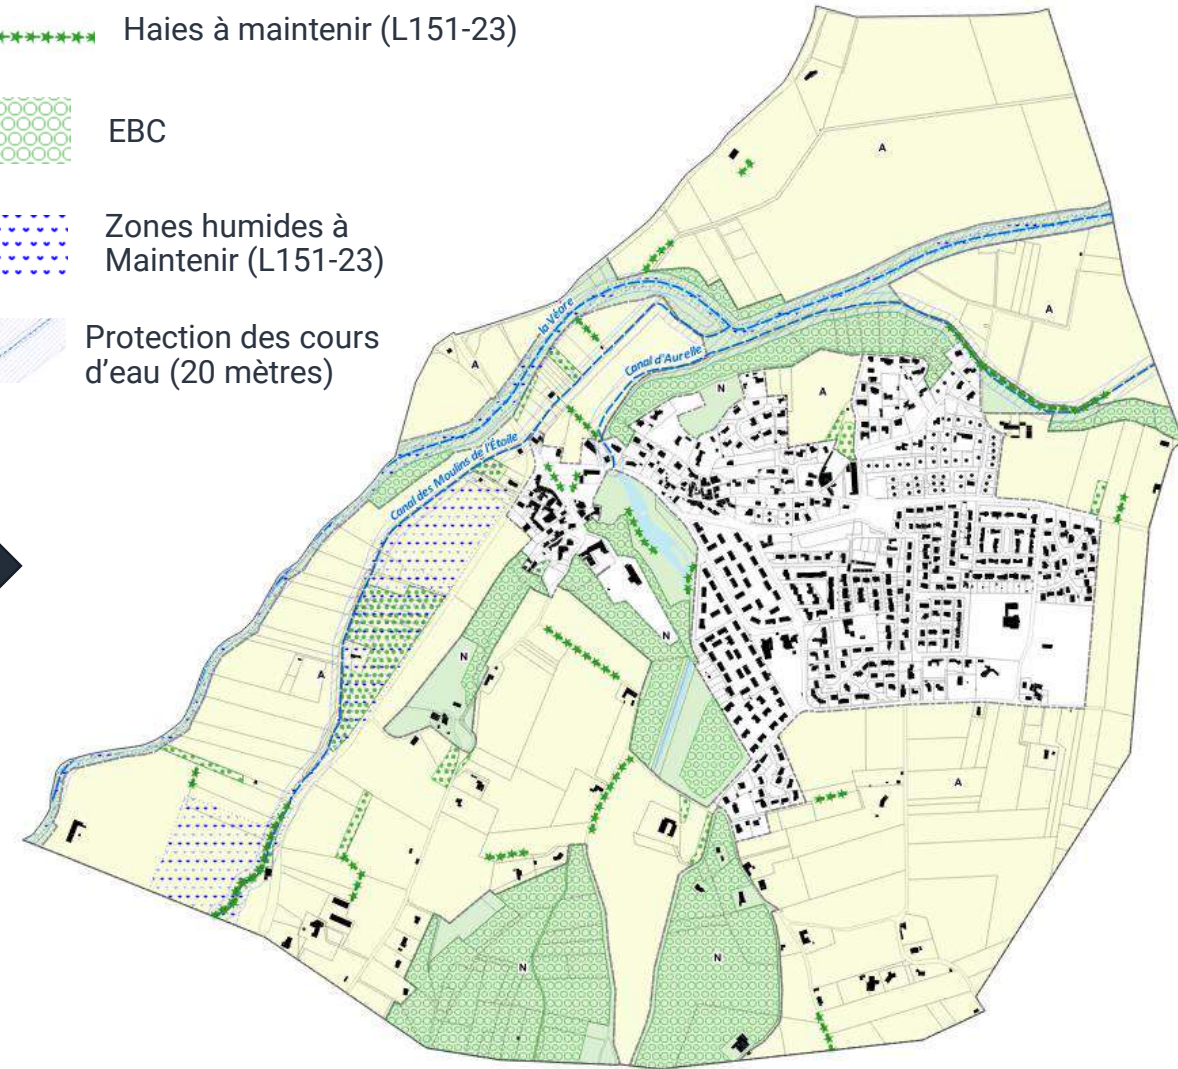 Haies à maintenir (L151-23)
EBC
Zones humides à
Maintenir (L151-23)
Protection des cours
d'eau (20 mètres)
A
A
la Véore
A
Canal d'Aurelle
N
A
Canal des Moulins de l'Étoile
N
N
A
A
N
N